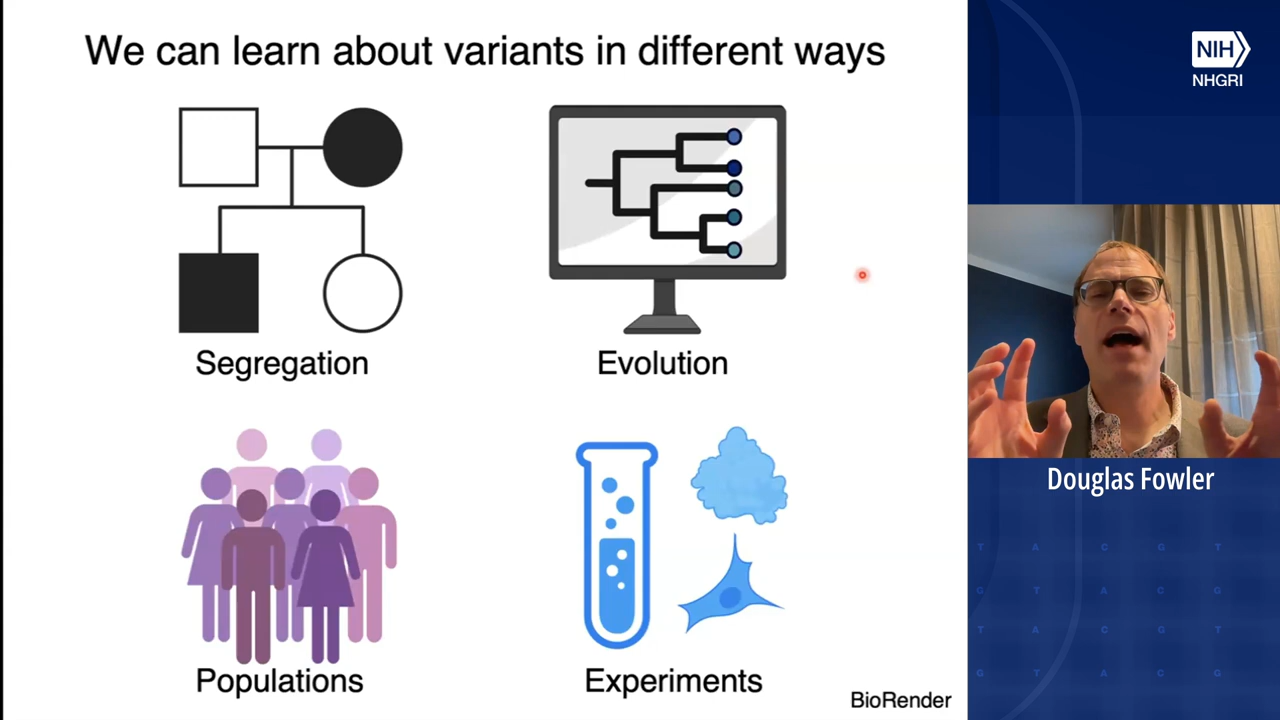 We can learn about variants in different ways
Segregation
Evolution
Populations
Experiments
BioRender
NIH
NHGRI
Douglas Fowler
T A C G T
G T A C G
T A C G T
G T A C G